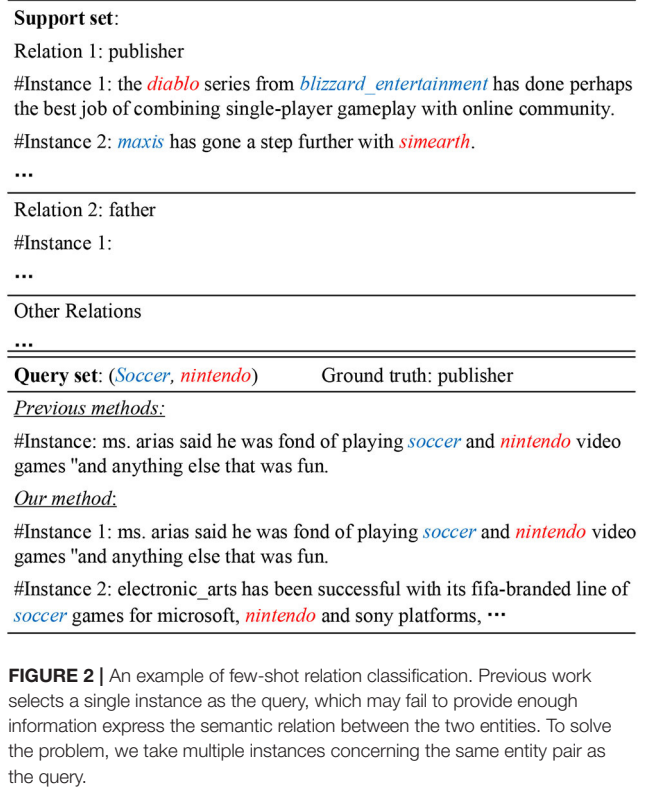 Support set:
Relation 1: publisher
#Instance 1: the diablo series from blizzard_entertainment has done perhaps
the best job of combining single-player gameplay with online community.
#Instance 2: maxis has gone a step further with simearth.
...
Relation 2: father
#Instance 1:
...
Other Relations
...
Query set: (Soccer, nintendo) Ground truth: publisher
Previous methods:
#Instance: ms. arias said he was fond of playing soccer and nintendo video
games "and anything else that was fun.
Our method:
#Instance 1: ms. arias said he was fond of playing soccer and nintendo video
games "and anything else that was fun.
#Instance 2: electronic_arts has been successful with its fifa-branded line of
soccer games for microsoft, nintendo and sony platforms, ···
FIGURE 2 | An example of few-shot relation classification. Previous work
selects a single instance as the query, which may fail to provide enough
information express the semantic relation between the two entities. To solve
the problem, we take multiple instances concerning the same entity pair as
the query.